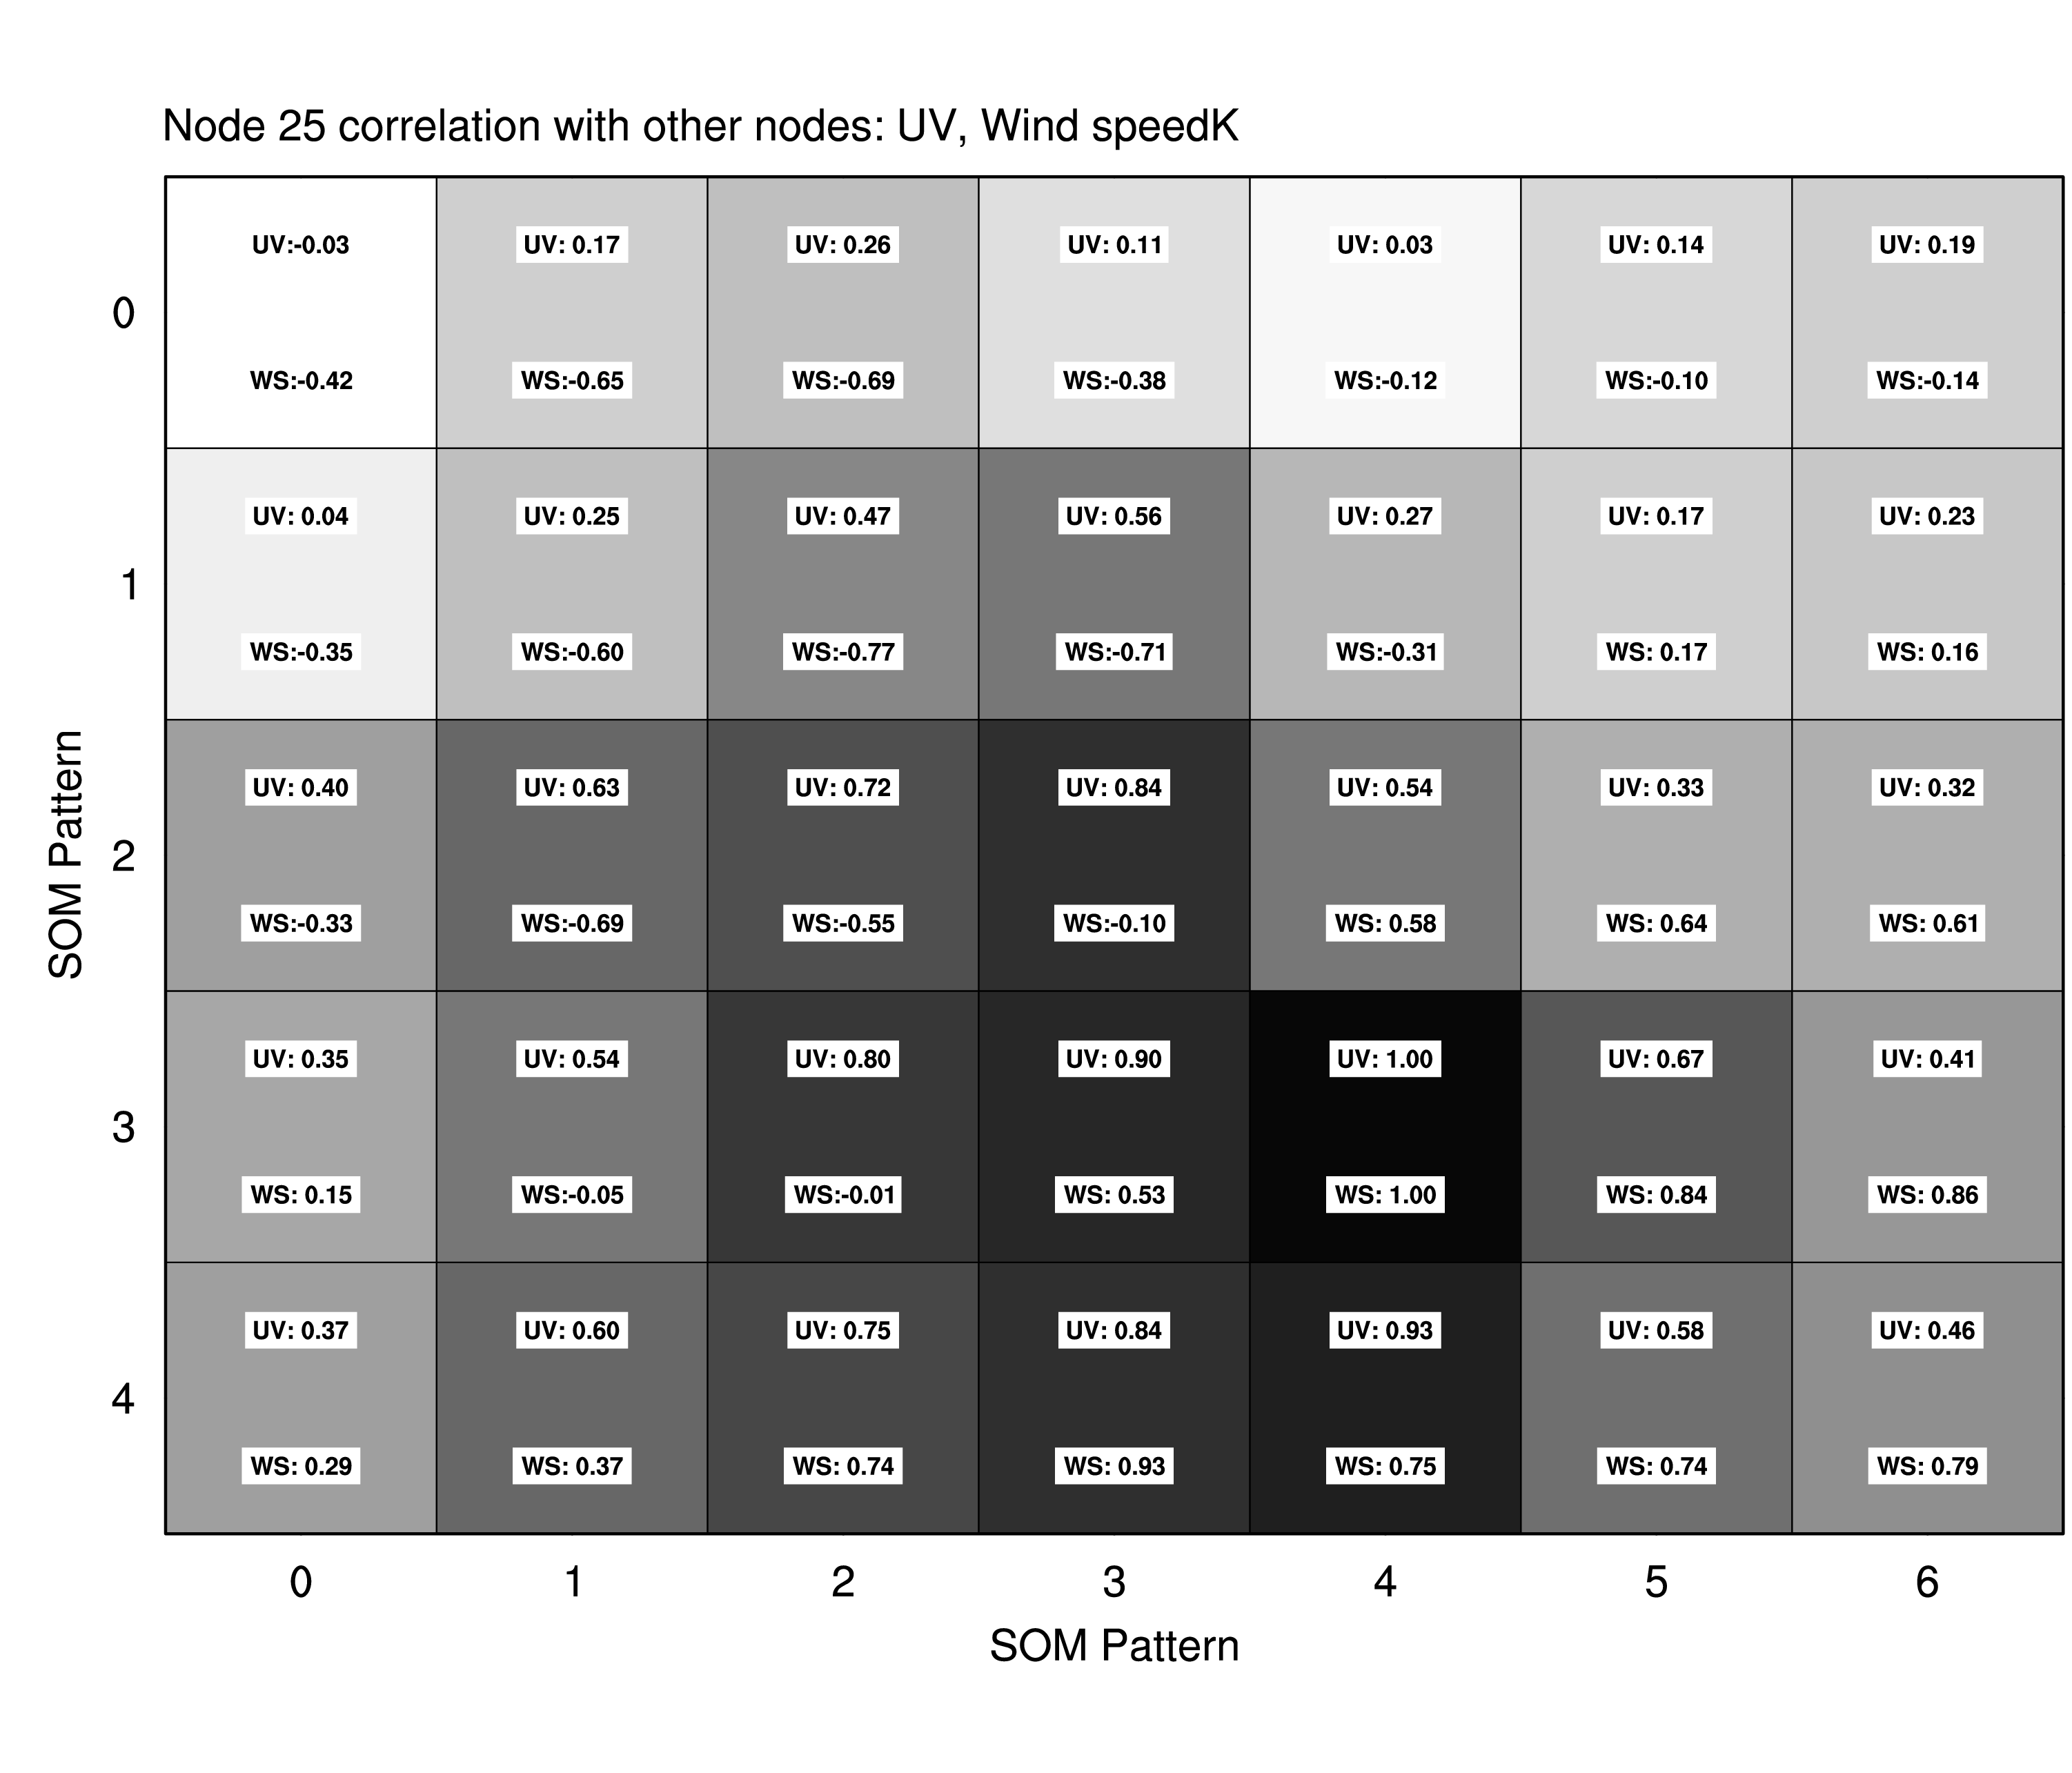 Node 25 correlation with other nodes: UV, Wind speedK
UV:-0.03 UV: 0.17 UV: 0.26 UV: 0.11 UV: 0.03 UV: 0.14 UV: 0.19
0
WS:-0.42 WS:-0.65 WS:-0.69 WS:-0.38 WS:-0.12 WS:-0.10 WS:-0.14
UV: 0.04 UV: 0.25 UV: 0.47 UV: 0.56 UV: 0.27 UV: 0.17 UV: 0.23
1
WS:-0.35 WS:-0.60 WS:-0.77 WS:-0.71 WS:-0.31 WS: 0.17 WS: 0.16
UV: 0.40 UV: 0.63 UV: 0.72 UV: 0.84 UV: 0.54 UV: 0.33 UV: 0.32
SOM Pattern
2
WS:-0.33 WS:-0.69 WS:-0.55 WS:-0.10 WS: 0.58 WS: 0.64 WS: 0.61
UV: 0.35 UV: 0.54 UV: 0.80 UV: 0.90 UV: 1.00 UV: 0.67 UV: 0.41
3
WS: 0.15 WS:-0.05 WS:-0.01 WS: 0.53 WS: 1.00 WS: 0.84 WS: 0.86
UV: 0.37 UV: 0.60 UV: 0.75 UV: 0.84 UV: 0.93 UV: 0.58 UV: 0.46
4
WS: 0.29 WS: 0.37 WS: 0.74 WS: 0.93 WS: 0.75 WS: 0.74 WS: 0.79
0 1 2 3 4 5 6
SOM Pattern